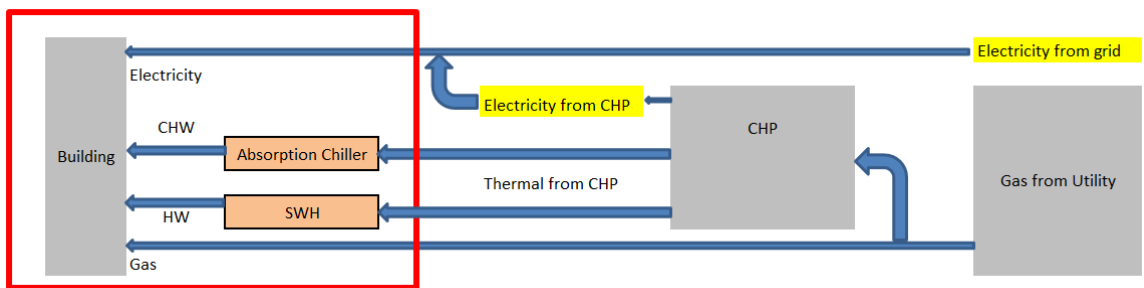 Electricity from grid
Electricity
Electricity from CHP
CHW
CHP
Building
Absorption Chiller
Thermal from CHP
Gas from Utility
HW
SWH
Gas